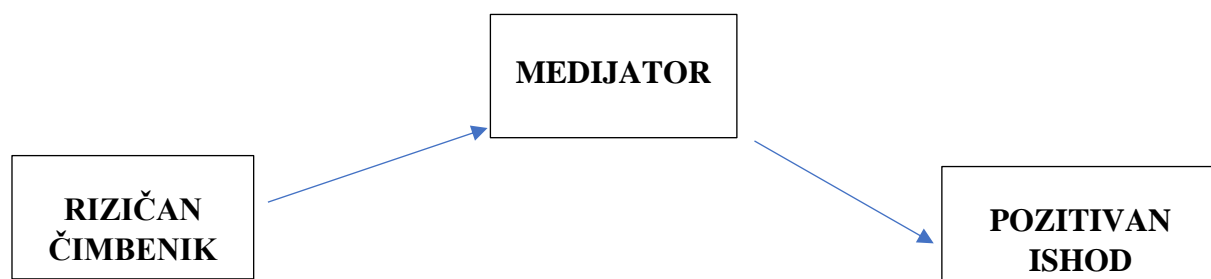 MEDIJATOR
RIZIČAN
ČIMBENIK
POZITIVAN
ISHOD